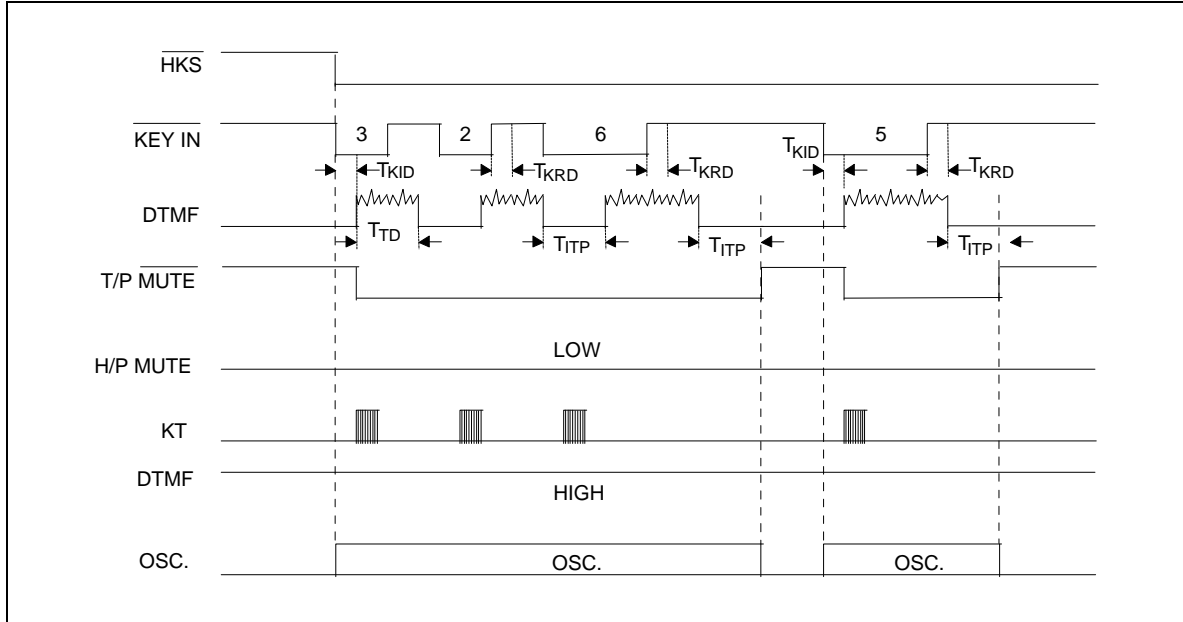 HKS
KEY IN 3 2 6 5
TKID TKRD TKRD TKID TKRD
DTMF
TTD TITP TITP TITP
T/P MUTE
LOW
H/P MUTE
KT
DTMF
HIGH
OSC. OSC. OSC.